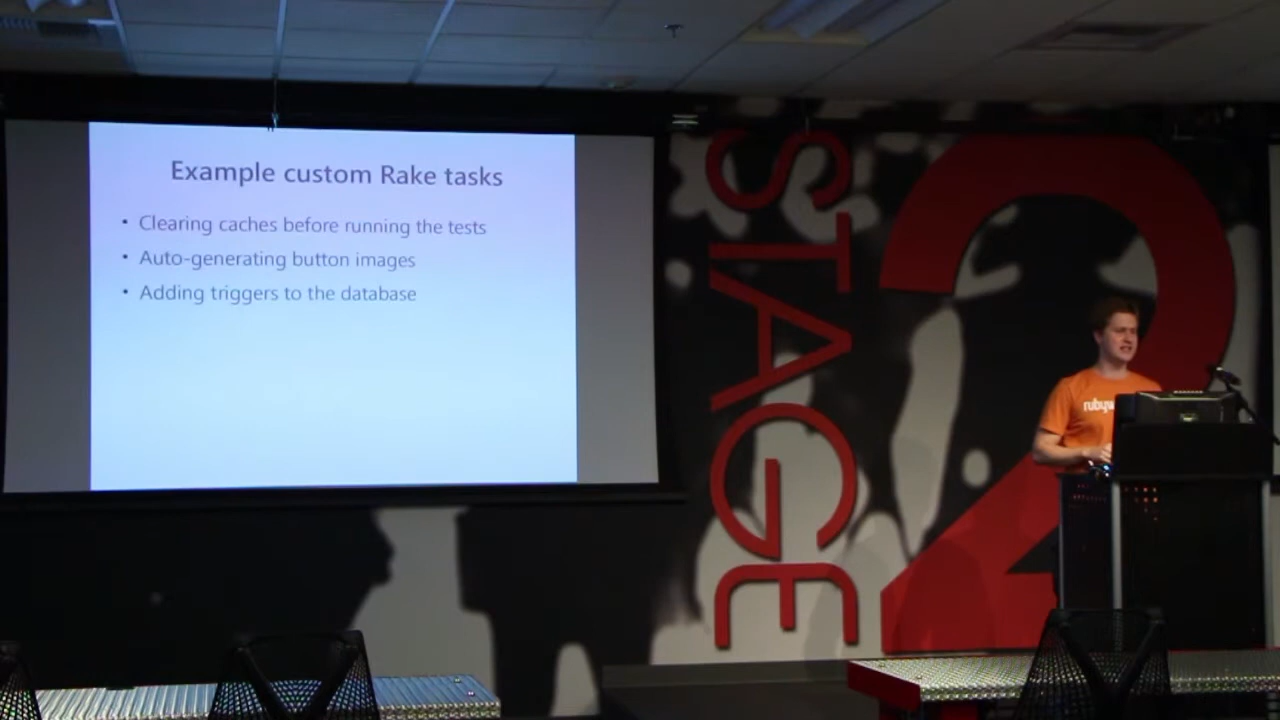 Example custom Rake tasks
• Clearing caches before running the tests
• Auto-generating button images
• Adding triggers to the database
STAGE
2